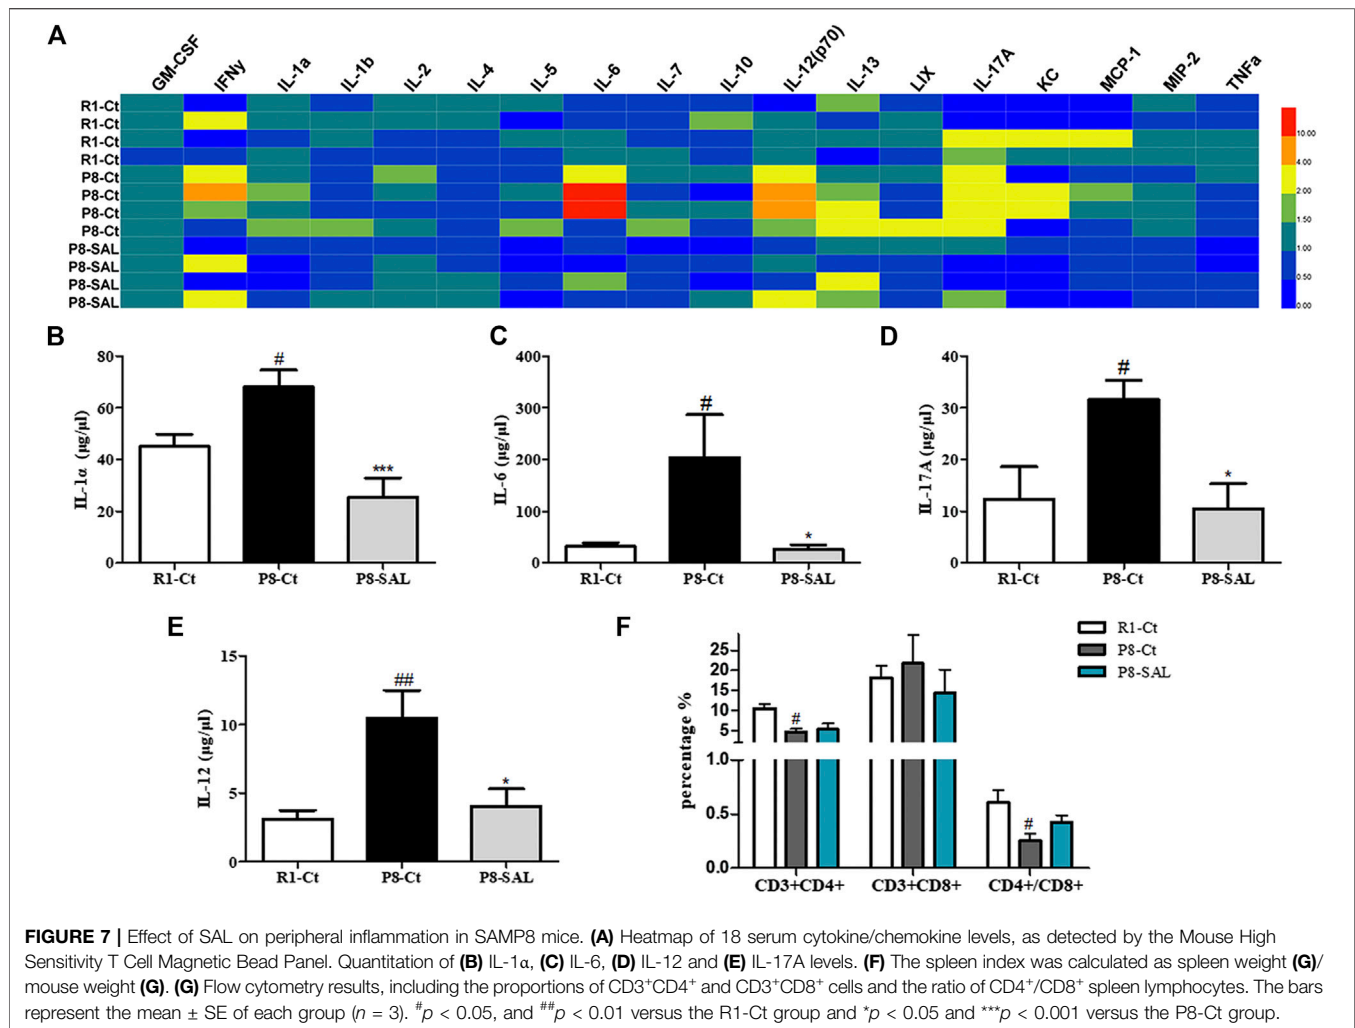 A
GM-CSF IFNy IL-1a IL-1b IL-2 IL-4 IL-5 IL-6 IL-7 IL-10 IL-12(p70) IL-13 LIX IL-17A KC MCP-1 MIP-2 TNFa
R1-Ct
R1-Ct
R1-Ct
R1-Ct
P8-Ct
P8-Ct
P8-Ct
P8-Ct
P8-SAL
P8-SAL
P8-SAL
P8-SAL
10.00
4.00
2.00
1.50
1.00
0.50
0.00
B
IL-1α (µg/µl)
80
60
40
20
0
#
***
R1-Ct P8-Ct P8-SAL
C
IL-6 (µg/µl)
400
300
200
100
0
#
*
R1-Ct P8-Ct P8-SAL
D
IL-17A (µg/µl)
40
30
20
10
0
#
*
R1-Ct P8-Ct P8-SAL
E
IL-12 (µg/µl)
15
10
5
0
##
*
R1-Ct P8-Ct P8-SAL
F
percentage %
25
20
15
10
5
1.0
0.5
0.0
#
#
CD3+CD4+ CD3+CD8+ CD4+/CD8+
R1-Ct
P8-Ct
P8-SAL
FIGURE 7 | Effect of SAL on peripheral inflammation in SAMP8 mice. (A) Heatmap of 18 serum cytokine/chemokine levels, as detected by the Mouse High
Sensitivity T Cell Magnetic Bead Panel. Quantitation of (B) IL-1α, (C) IL-6, (D) IL-12 and (E) IL-17A levels. (F) The spleen index was calculated as spleen weight (G)/
mouse weight (G). (G) Flow cytometry results, including the proportions of CD3⁺CD4⁺ and CD3⁺CD8⁺ cells and the ratio of CD4⁺/CD8⁺ spleen lymphocytes. The bars
represent the mean ± SE of each group (n = 3). #p < 0.05, and ##p < 0.01 versus the R1-Ct group and *p < 0.05 and ***p < 0.001 versus the P8-Ct group.